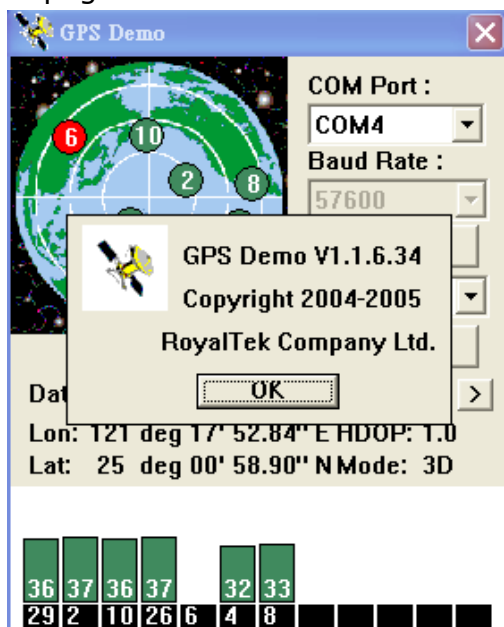 GPS Demo
COM Port :
COM4
Baud Rate :
57600
6
10
2
8
GPS Demo V1.1.6.34
Copyright 2004-2005
RoyalTek Company Ltd.
OK
Dat
>
Lon: 121 deg 17' 52.84" E HDOP: 1.0
Lat: 25 deg 00' 58.90" N Mode: 3D
36 37 36 37 32 33
29 2 10 26 6 4 8